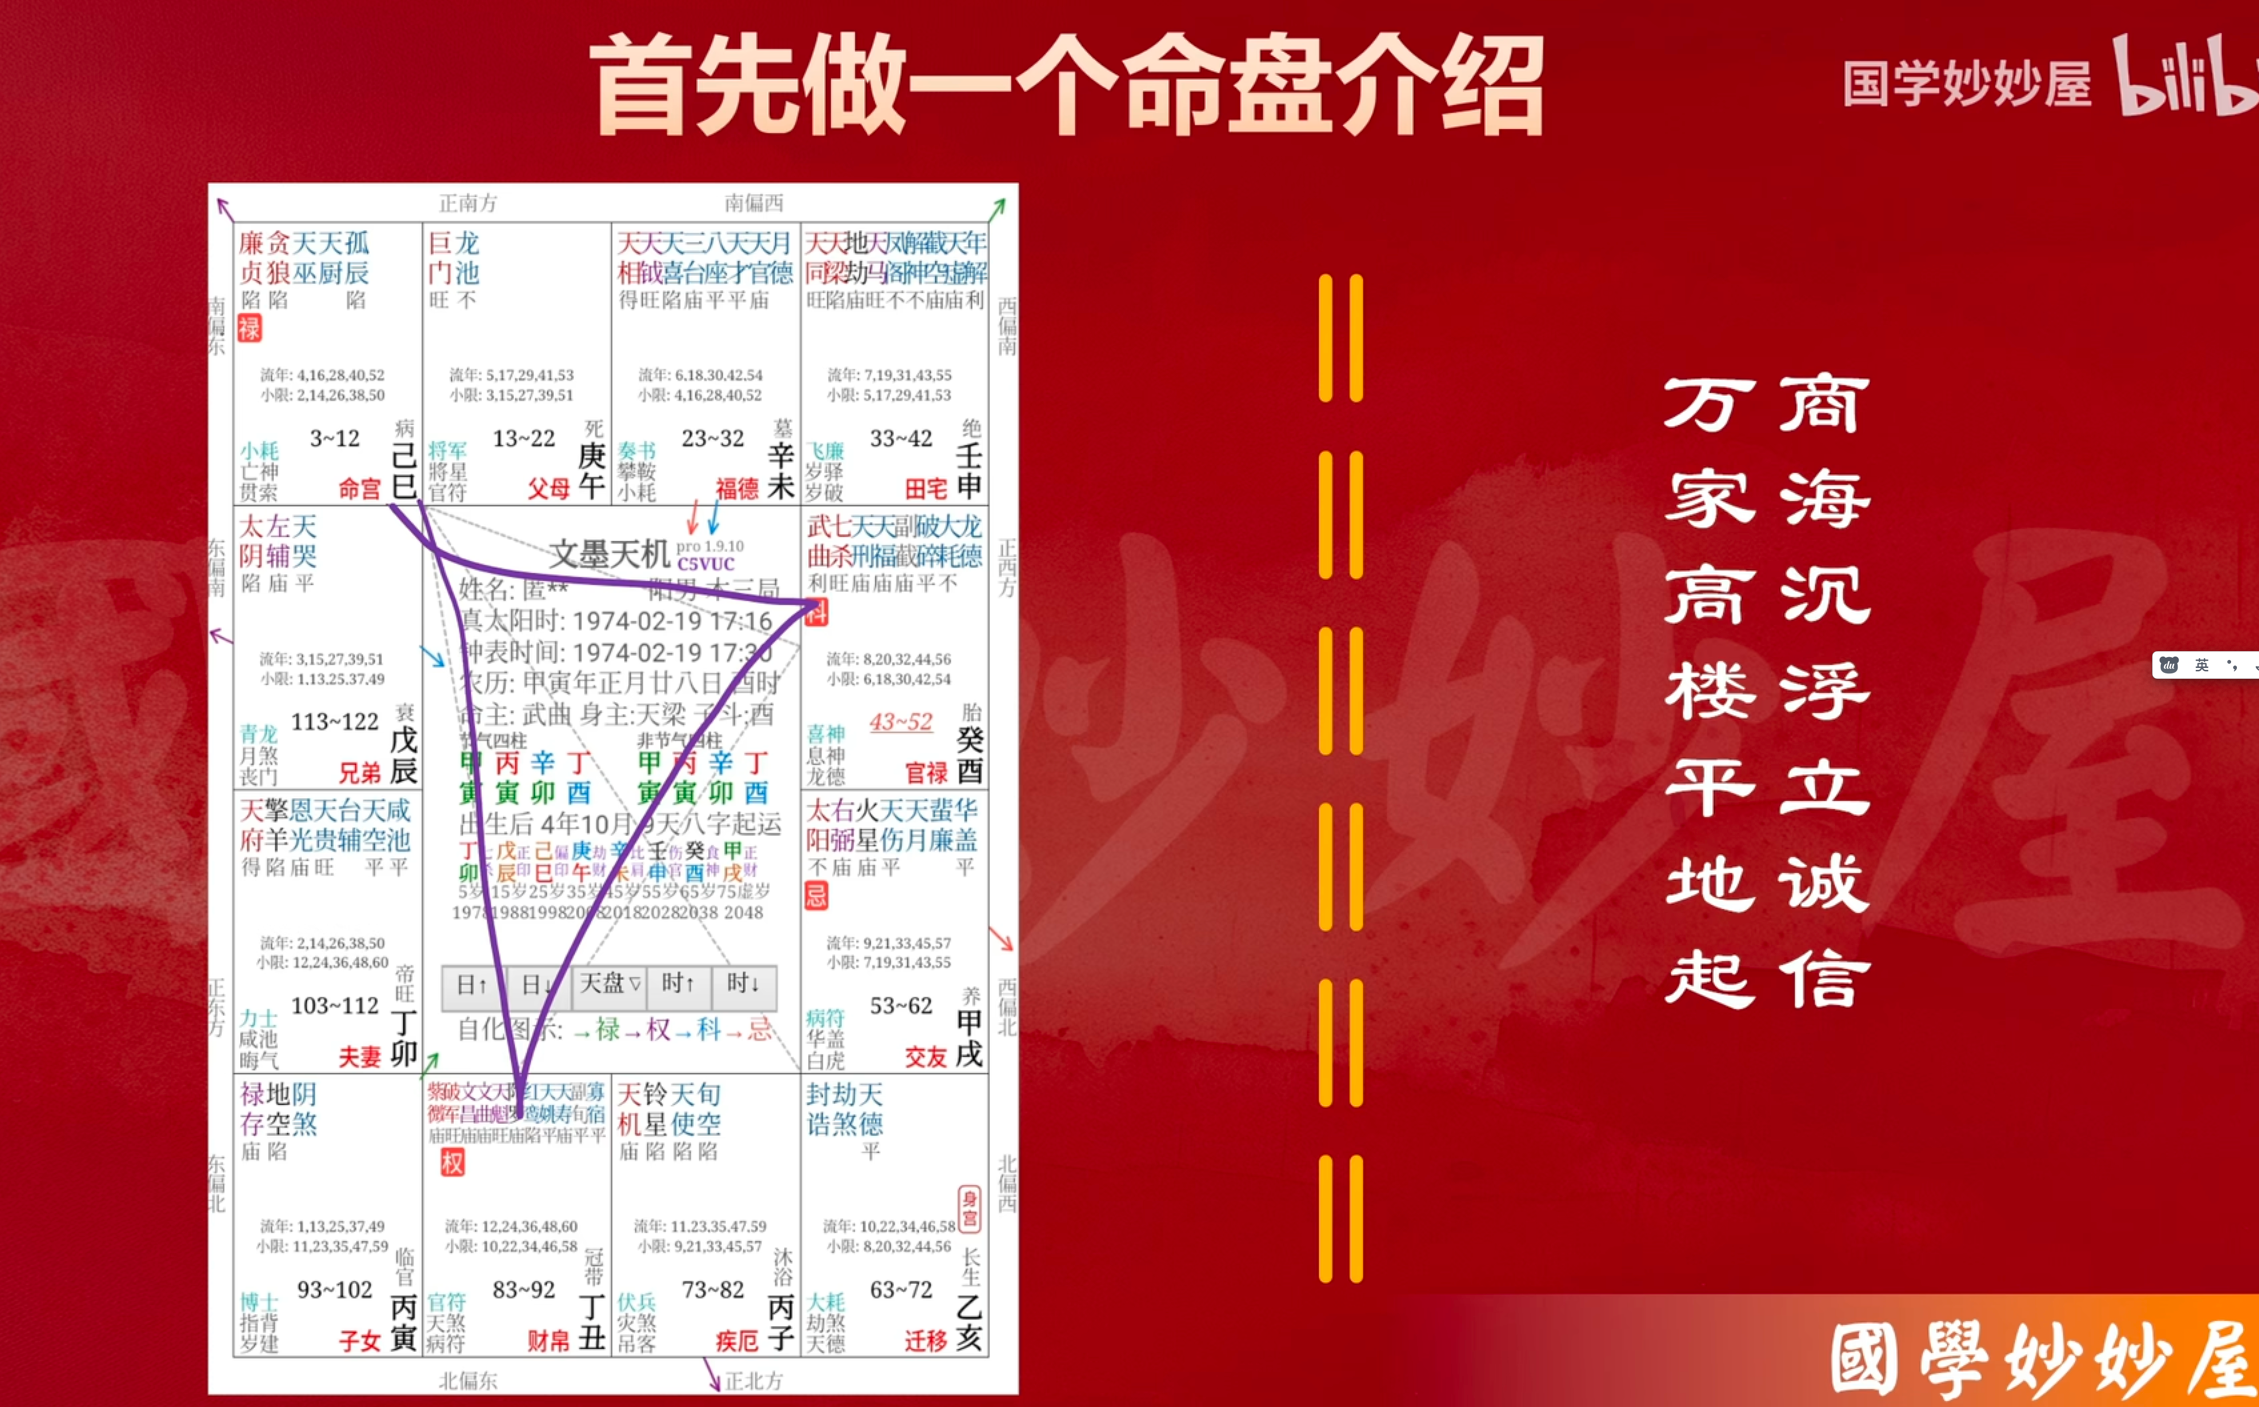 首先做一个命盘介绍
国学妙妙屋
正南方
南偏西
廉贪天天孤
贞狼巫厨辰
陷陷 陷
禄
流年: 4,16,28,40,52
小限: 2,14,26,38,50
3~12
病
小耗
亡神
贯索
命宫
己巳
巨龙
门池
旺不
流年: 5,17,29,41,53
小限: 3,15,27,39,51
13~22
死
将军
將星
官符
父母
庚午
天天天三八天天月
相钺喜台座才官德
得旺陷庙平平庙
流年: 6.18.30.42.54
小限: 4,16,28,40,52
23~32
墓
奏书
攀鞍
小耗
福德
辛未
天天地天凤解截天年
同梁劫马阁神空虚解
旺陷庙旺不不庙庙利
流年: 7,19,31,43,55
小限: 5,17,29,41,53
33~42
绝
飞廉
岁驿
岁破
田宅
壬申
南偏东
西偏南
太左天
阴辅哭
陷庙平
流年: 3,15,27,39,51
小限: 1.13.25.37.49
113~122
衰
青龙
月煞
丧门
兄弟
戊辰
东偏南
正西方
文墨天机
pro 1.9.10
C5VUC
姓名: 匿** 阳男 木三局
真太阳时: 1974-02-19 17:16
钟表时间: 1974-02-19 17:30
农历: 甲寅年正月廿八日 酉时
命主: 武曲 身主:天梁 子斗:酉
节气四柱 非节气四柱
甲丙辛丁 甲丙辛丁
寅寅卯酉 寅寅卯酉
出生后 4年10月 9天八字起运
丁 戊正 己偏 庚劫 辛比 壬伤 癸食 甲正
卯 辰印 巳印 午财 未肩 申官 酉神 戌财
5岁 15岁 25岁 35岁 45岁 55岁 65岁 75虚岁
1978 1988 1998 2008 2018 2028 2038 2048
日↑ 日↓ 天盘▽ 时↑ 时↓
自化图示: →禄→权→科→忌
武七天天副破大龙
曲杀刑福截碎耗德
利旺庙庙庙平不
科
流年: 8,20,32,44,56
小限: 6,18,30,42,54
43~52
胎
喜神
息神
龙德
官禄
癸酉
天擎恩天台天咸
府羊光贵辅空池
得陷庙旺 平平
流年: 2,14,26,38,50
小限: 12,24,36,48,60
103~112
帝旺
力士
咸池
晦气
夫妻
丁卯
正东方
太右火天天蜚华
阳弼星伤月廉盖
不庙庙平 平
忌
流年: 9,21,33,45,57
小限: 7,19,31,43,55
53~62
养
病符
华盖
白虎
交友
甲戌
西偏北
禄地阴
存空煞
庙陷
流年: 1,13,25,37,49
小限: 11,23,35,47,59
93~102
临官
博士
指背
岁建
子女
丙寅
东偏北
紫破文文天陀红天天副寡
微军昌曲魁罗鸾姚寿旬宿
庙旺庙庙旺庙陷平庙平平
权
流年: 12,24,36,48,60
小限: 10,22,34,46,58
83~92
冠带
官符
天煞
病符
财帛
丁丑
天铃天旬
机星使空
庙陷陷陷
流年: 11.23.35.47.59
小限: 9,21,33,45,57
73~82
沐浴
伏兵
灾煞
吊客
疾厄
丙子
封劫天
诰煞德
平
身宫
流年: 10,22,34,46,58
小限: 8,20,32,44,56
63~72
长生
大耗
劫煞
天德
迁移
乙亥
北偏西
北偏东
正北方
商海沉浮立诚信
万家高楼平地起
英
國學妙妙屋